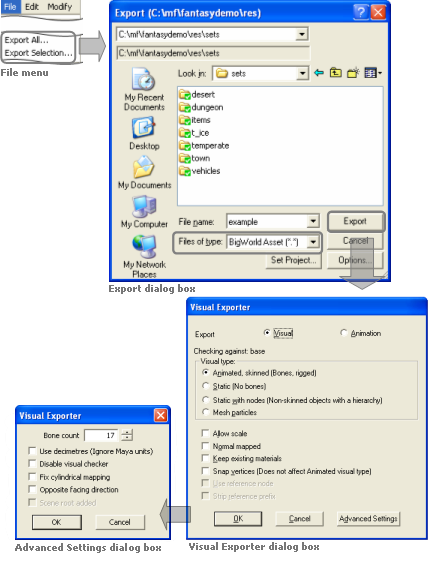 File Edit Modify
Export All...
Export Selection...
File menu
Export (C:\mf\fantasydemo\res)
C:\mf\fantasydemo\res\sets
C:\mf\fantasydemo\res\sets
Look in: sets
My Recent Documents
Desktop
My Documents
My Computer
My Network Places
desert
dungeon
items
t_ice
temperate
town
vehicles
File name: example Export
Files of type: BigWorld Asset (*.*) Cancel
Set Project... Options...
Export dialog box
Visual Exporter
Export Visual Animation
Checking against: base
Visual type:
Animated, skinned (Bones, rigged)
Static (No bones)
Static with nodes (Non-skinned objects with a hierarchy)
Mesh particles
Allow scale
Normal mapped
Keep existing materials
Snap vertices (Does not affect Animated visual type)
Use reference node
Strip reference prefix
OK Cancel Advanced Settings
Visual Exporter dialog box
Visual Exporter
Bone count 17
Use decimetres (Ignore Maya units)
Disable visual checker
Fix cylindrical mapping
Opposite facing direction
Scene root added
OK Cancel
Advanced Settings dialog box